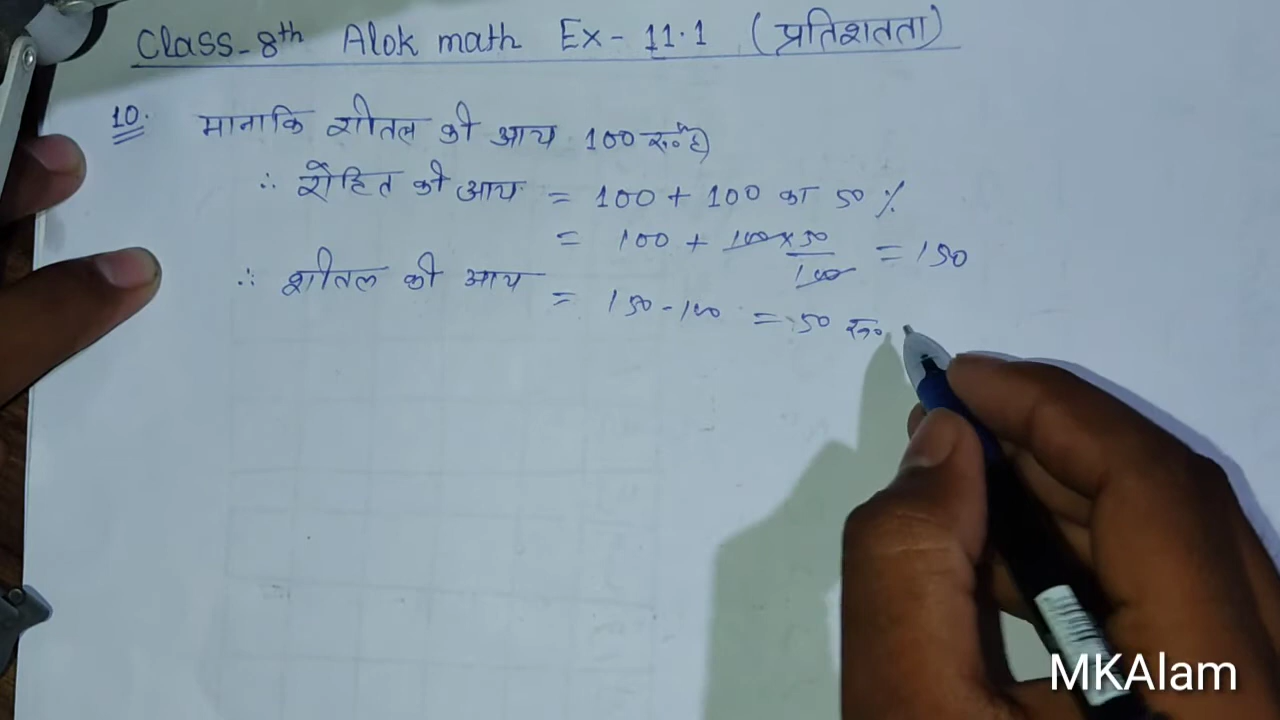 Class-8th Alok math Ex-11.1 (प्रतिशतता)
10. मानाकि शीतल की आय 100 रु० है)
∴ रोहित की आय = 100 + 100 का 50 %
= 100 + 100×50/100 = 150
∴ शीतल की आय = 150-100 = 50 रु०
MKAlam